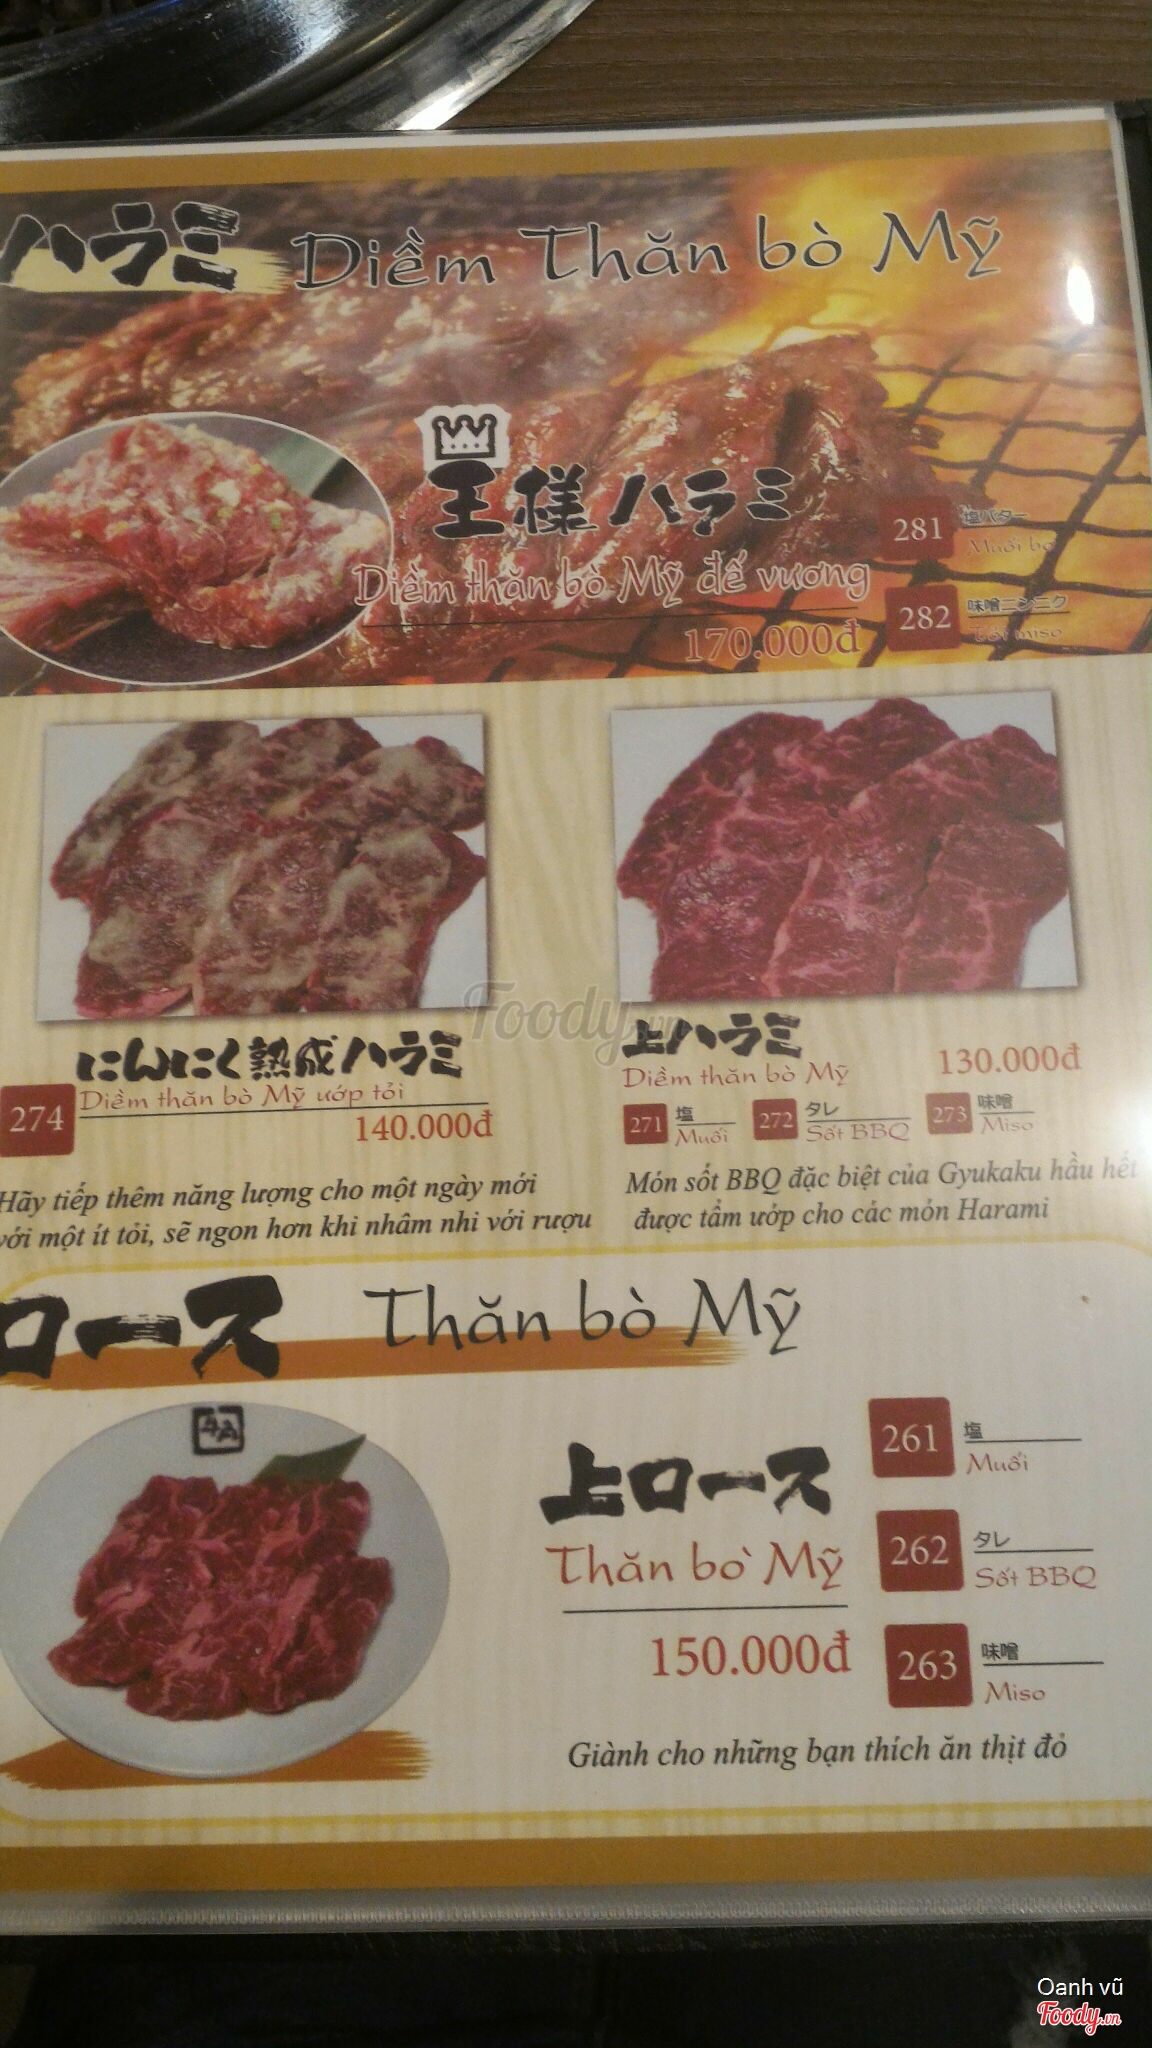 ハラミ Diềm Thăn bò Mỹ
王様ハラミ
Diềm thăn bò Mỹ đế vương
170.000đ
281 塩バター
Muối bơ
282 味噌ニンニク
Tỏi miso
にんにく熟成ハラミ
274 Diềm thăn bò Mỹ ướp tỏi
140.000đ
Hãy tiếp thêm năng lượng cho một ngày mới
với một ít tỏi, sẽ ngon hơn khi nhâm nhi với rượu
上ハラミ
Diềm thăn bò Mỹ 130.000đ
271 塩 272 タレ 273 味噌
Muối Sốt BBQ Miso
Món sốt BBQ đặc biệt của Gyukaku hầu hết
được tẩm ướp cho các món Harami
Foody.vn
ロース Thăn bò Mỹ
牛角
上ロース
Thăn bò Mỹ
150.000đ
261 塩
Muối
262 タレ
Sốt BBQ
263 味噌
Miso
Giành cho những bạn thích ăn thịt đỏ
Oanh vũ
Foody.vn